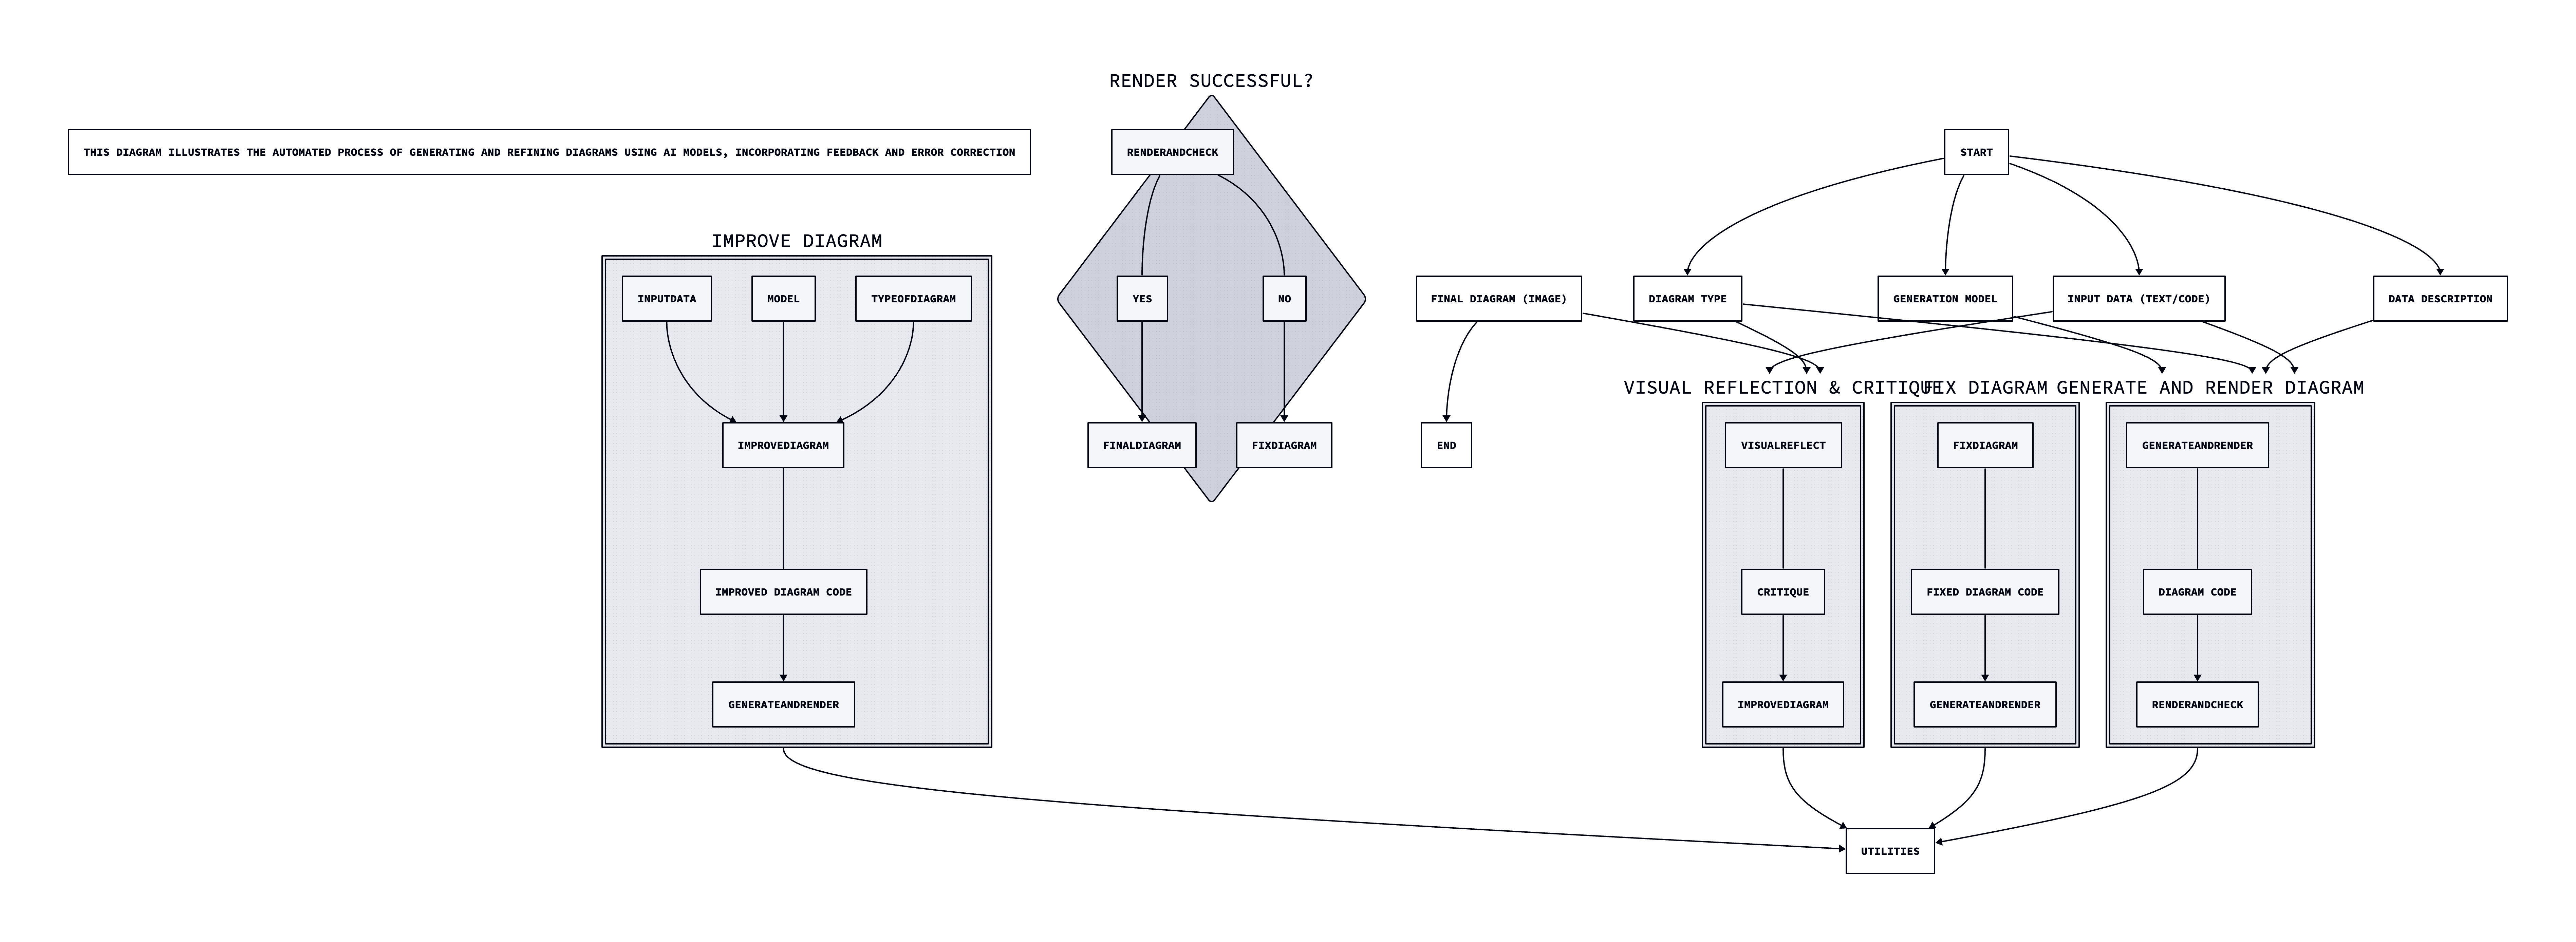 RENDER SUCCESSFUL?
THIS DIAGRAM ILLUSTRATES THE AUTOMATED PROCESS OF GENERATING AND REFINING DIAGRAMS USING AI MODELS, INCORPORATING FEEDBACK AND ERROR CORRECTION
RENDERANDCHECK
START
IMPROVE DIAGRAM
INPUTDATA
MODEL
TYPEOFDIAGRAM
YES
NO
FINAL DIAGRAM (IMAGE)
DIAGRAM TYPE
GENERATION MODEL
INPUT DATA (TEXT/CODE)
DATA DESCRIPTION
VISUAL REFLECTION & CRITIQUE
FIX DIAGRAM
GENERATE AND RENDER DIAGRAM
IMPROVEDIAGRAM
FINALDIAGRAM
FIXDIAGRAM
END
VISUALREFLECT
FIXDIAGRAM
GENERATEANDRENDER
IMPROVED DIAGRAM CODE
CRITIQUE
FIXED DIAGRAM CODE
DIAGRAM CODE
GENERATEANDRENDER
IMPROVEDIAGRAM
GENERATEANDRENDER
RENDERANDCHECK
UTILITIES